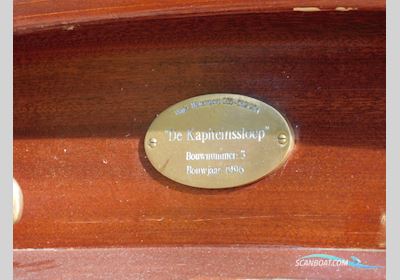 "De Kapiteinssloep"
Bouwnummer: 3
Bouwjaar: 1996
SCANBOAT.COM